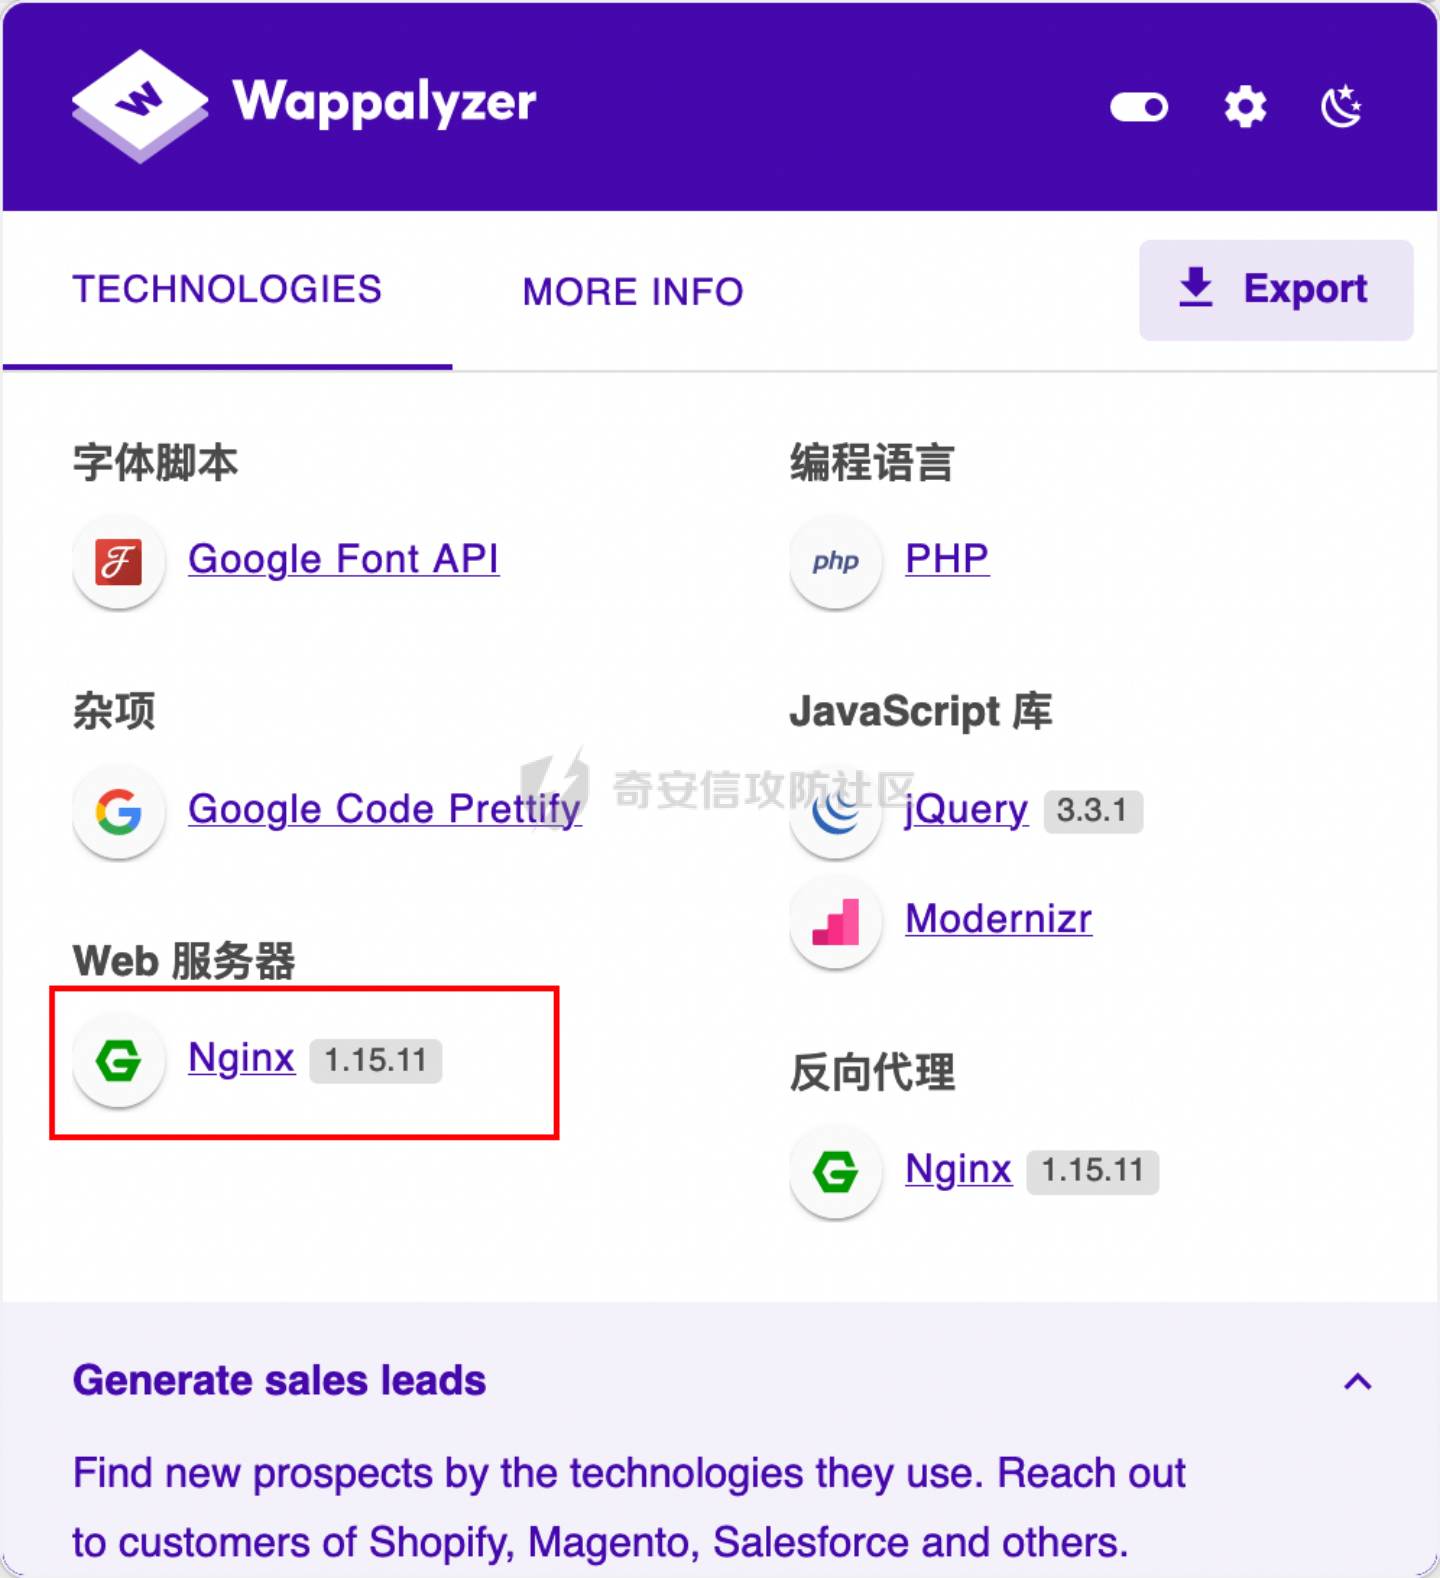 Wappalyzer
TECHNOLOGIES
MORE INFO
Export
字体脚本
Google Font API
杂项
Google Code Prettify
Web 服务器
Nginx 1.15.11
编程语言
php PHP
JavaScript 库
jQuery 3.3.1
Modernizr
反向代理
Nginx 1.15.11
奇安信攻防社区
Generate sales leads
Find new prospects by the technologies they use. Reach out
to customers of Shopify, Magento, Salesforce and others.